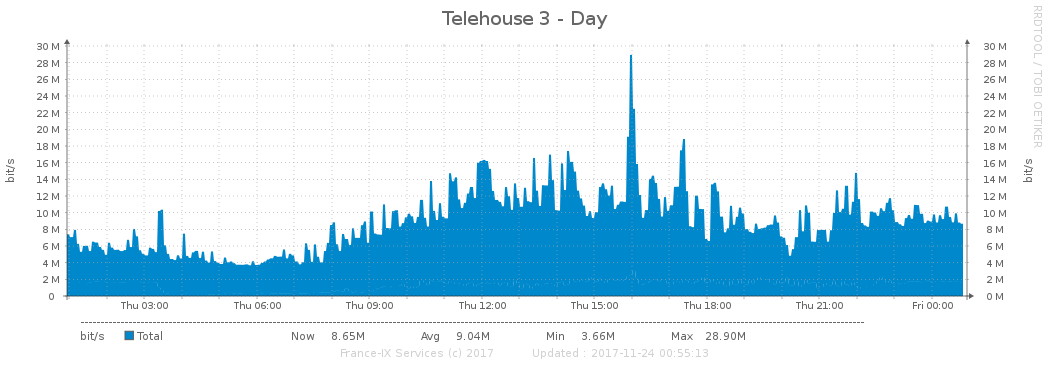 Telehouse 3 - Day
RRDTOOL / TOBI OETIKER
bit/s
30 M 30 M
28 M 28 M
26 M 26 M
24 M 24 M
22 M 22 M
20 M 20 M
18 M 18 M
16 M 16 M
14 M 14 M
12 M 12 M
10 M 10 M
8 M 8 M
6 M 6 M
4 M 4 M
2 M 2 M
0 0 M
bit/s
Thu 03:00 Thu 06:00 Thu 09:00 Thu 12:00 Thu 15:00 Thu 18:00 Thu 21:00 Fri 00:00
bit/s Total Now 8.65M Avg 9.04M Min 3.66M Max 28.90M
France-IX Services (c) 2017 Updated : 2017-11-24 00:55:13